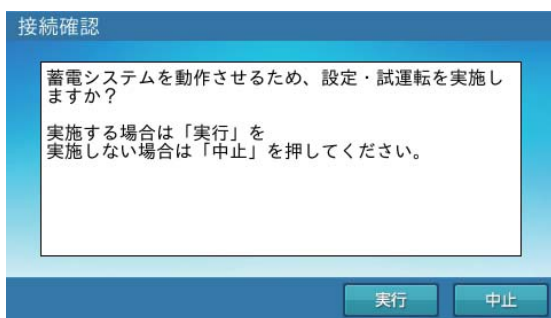 接続確認
蓄電システムを動作させるため、設定・試運転を実施し
ますか？
実施する場合は「実行」を
実施しない場合は「中止」を押してください。
実行
中止